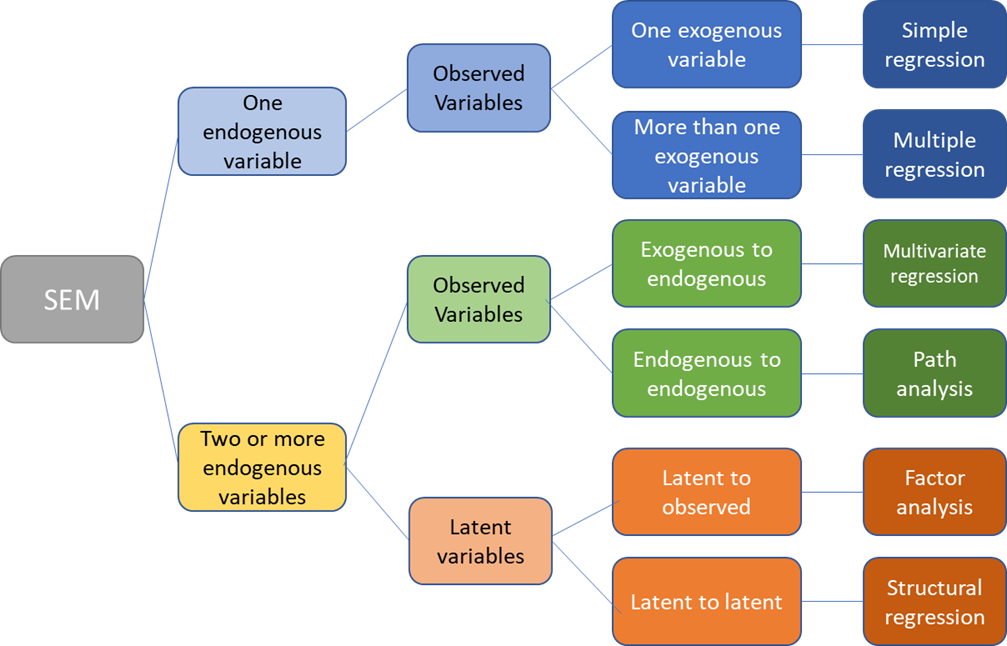 SEM
One
endogenous
variable
Two or more
endogenous
variables
Observed
Variables
Observed
Variables
Latent
variables
One exogenous
variable
More than one
exogenous
variable
Exogenous to
endogenous
Endogenous to
endogenous
Latent to
observed
Latent to latent
Simple
regression
Multiple
regression
Multivariate
regression
Path
analysis
Factor
analysis
Structural
regression